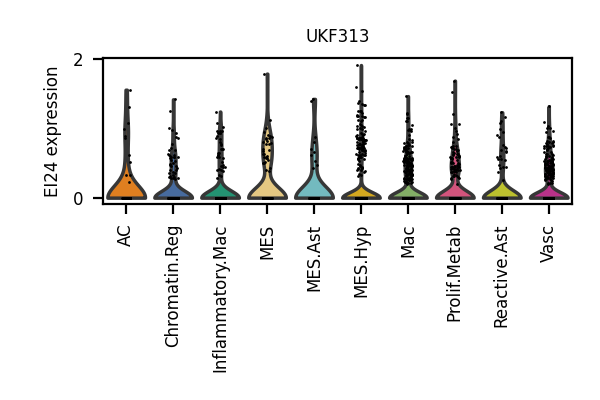 UKF313
EI24 expression
2
0
AC
Chromatin.Reg
Inflammatory.Mac
MES
MES.Ast
MES.Hyp
Mac
Prolif.Metab
Reactive.Ast
Vasc